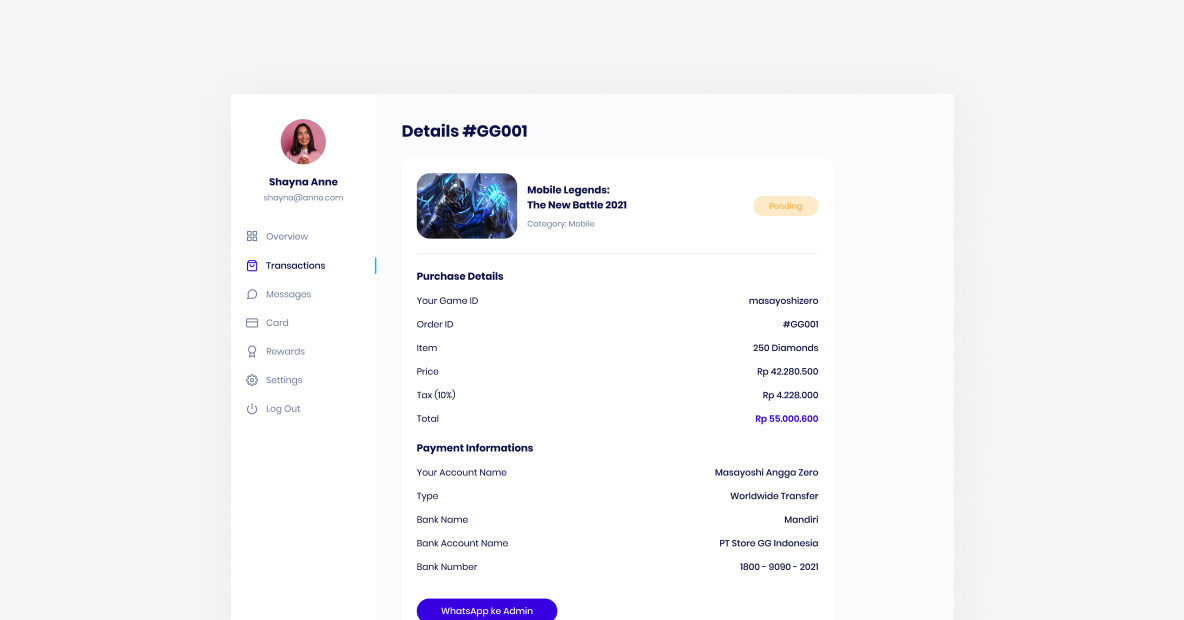 Shayna Anne
shayna@anne.com
Overview
Transactions
Messages
Card
Rewards
Settings
Log Out
Details #GG001
Mobile Legends:
The New Battle 2021
Category: Mobile
Pending
Purchase Details
Your Game ID masayoshizero
Order ID #GG001
Item 250 Diamonds
Price Rp 42.280.500
Tax (10%) Rp 4.228.000
Total Rp 55.000.600
Payment Informations
Your Account Name Masayoshi Angga Zero
Type Worldwide Transfer
Bank Name Mandiri
Bank Account Name PT Store GG Indonesia
Bank Number 1800 - 9090 - 2021
WhatsApp ke Admin